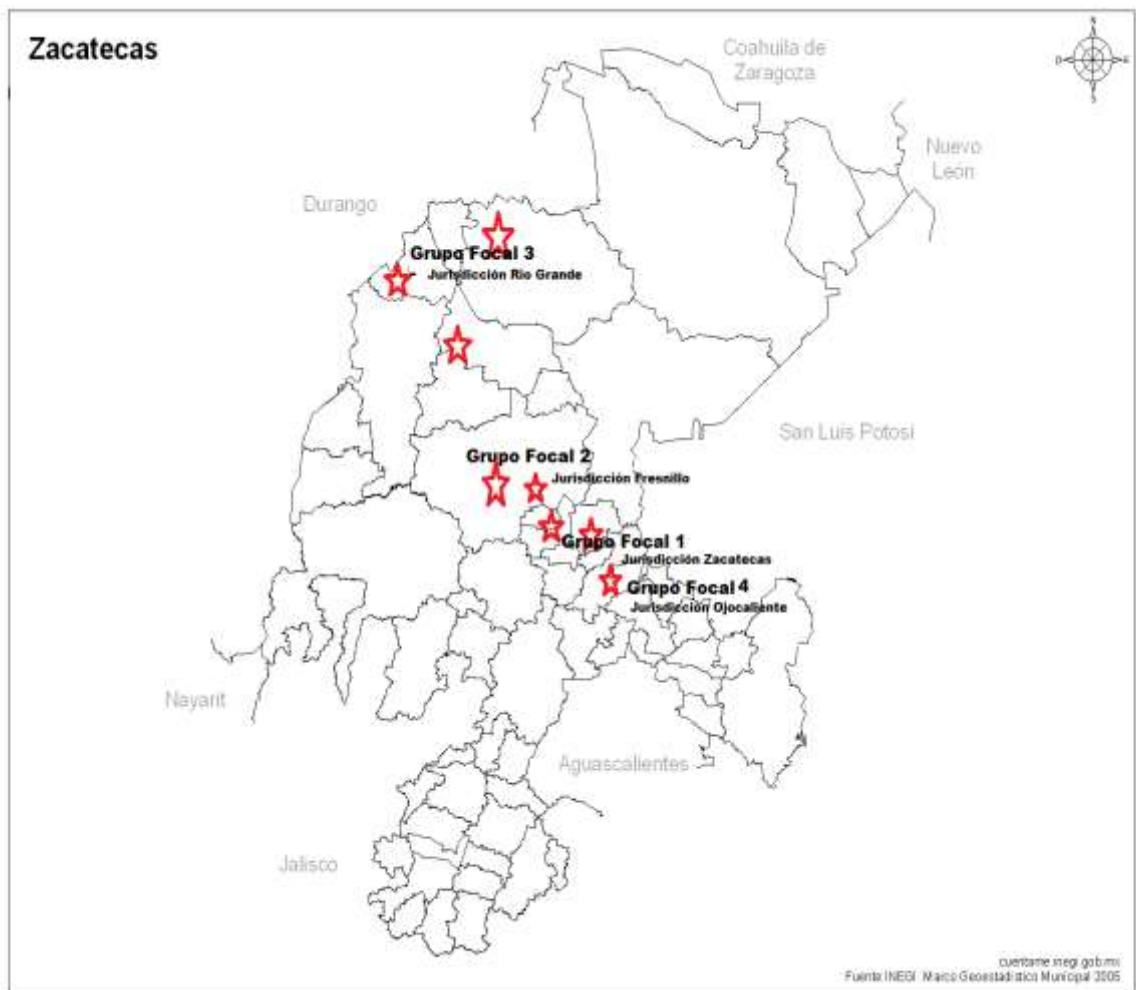 Zacatecas
Coahuila de
Zaragoza
N
O
E
S
Nuevo
León
Durango
Grupo Focal 3
Jurisdicción Rio Grande
San Luis Potosí
Grupo Focal 2
Jurisdicción Fresnillo
Grupo Focal 1
Jurisdicción Zacatecas
Grupo Focal 4
Jurisdicción Ojocaliente
Nayarit
Aguascalientes
Jalisco
cuentame.inegi.gob.mx
Fuente INEGI. Marco Geoestadístico Municipal 2005